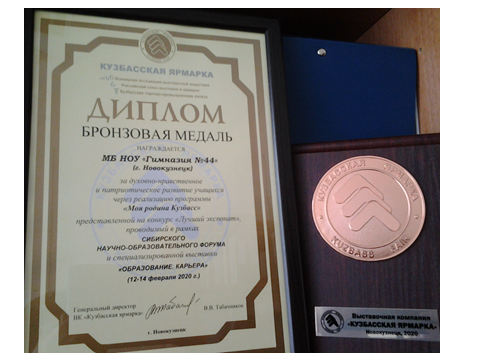 КУЗБАССКАЯ ЯРМАРКА
ДИПЛОМ
БРОНЗОВАЯ МЕДАЛЬ
НАГРАЖДАЕТСЯ
МБ НОУ «Гимназия №44»
(г. Новокузнецк)
за духовно-нравственное
и патриотическое развитие учащихся
через реализацию программы
«Моя родина Кузбасс»
представленной на конкурс «Лучший экспонат»,
проводимый в рамках
СИБИРСКОГО
НАУЧНО-ОБРАЗОВАТЕЛЬНОГО ФОРУМА
и специализированной выставки
«ОБРАЗОВАНИЕ. КАРЬЕРА»
(12-14 февраля 2020 г.)
Генеральный директор
ВК «Кузбасская ярмарка»
В.В. Табачников
г. Новокузнецк
КУЗБАССКАЯ ЯРМАРКА
KUZBASS FAIR
Выставочная компания
«КУЗБАССКАЯ ЯРМАРКА»
Новокузнецк, 2020